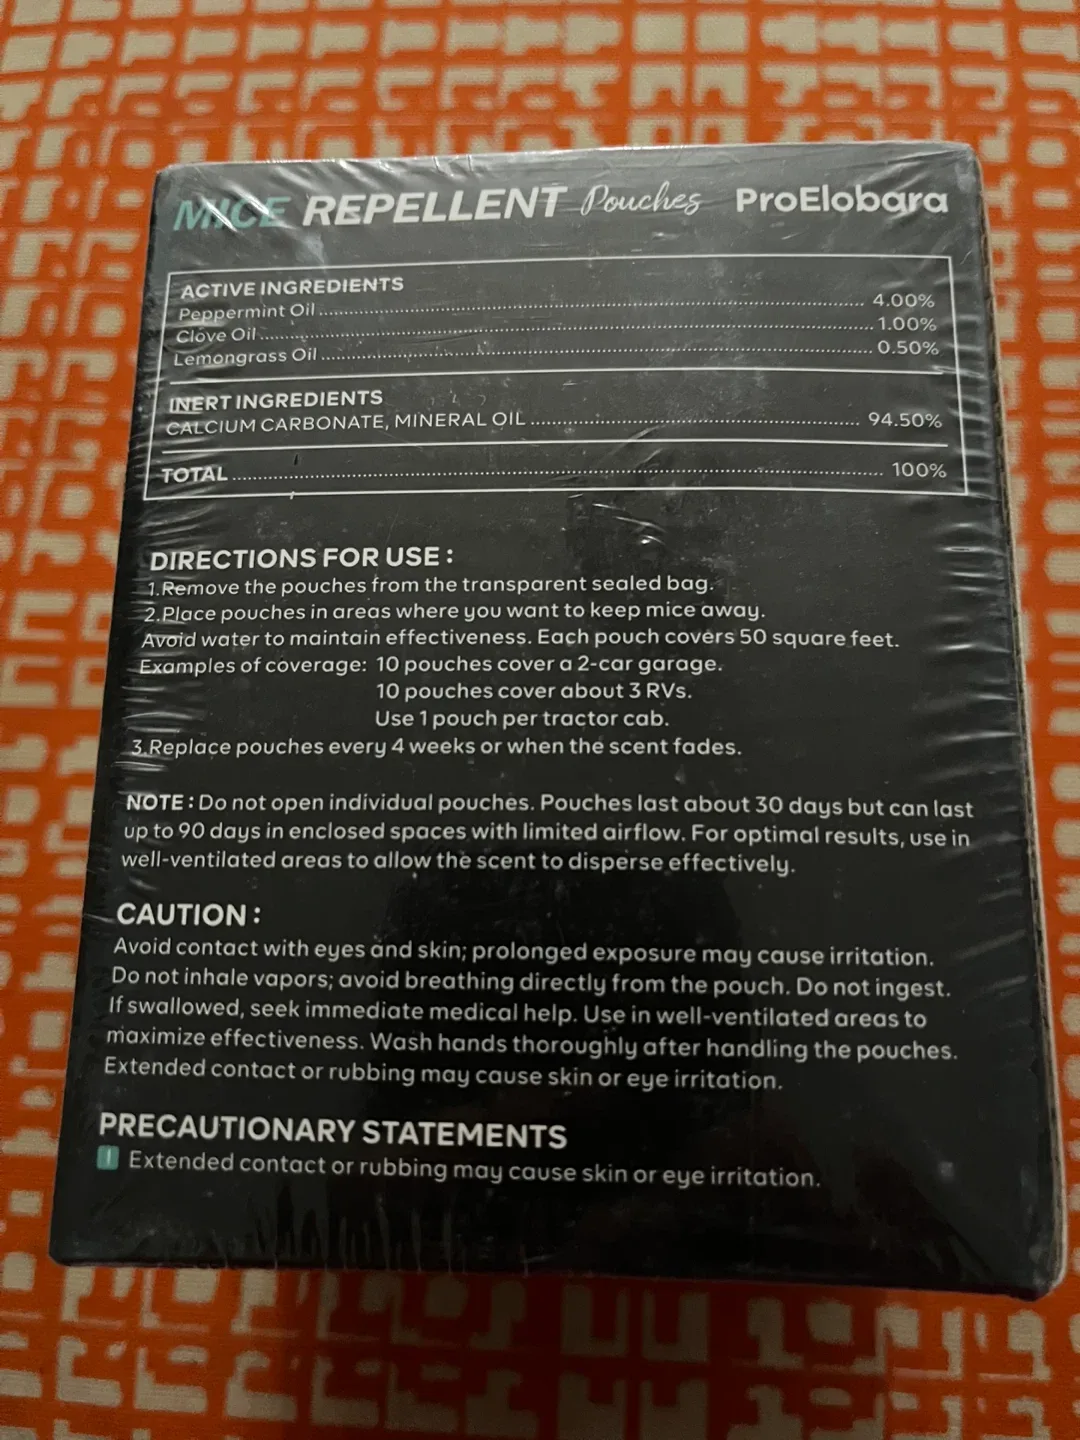 MICE REPELLENT Pouches ProElobara
ACTIVE INGREDIENTS
Peppermint Oil ........ 4.00%
Clove Oil ........ 1.00%
Lemongrass Oil ........ 0.50%
INERT INGREDIENTS
CALCIUM CARBONATE, MINERAL OIL ........ 94.50%
TOTAL ........ 100%
DIRECTIONS FOR USE :
1.Remove the pouches from the transparent sealed bag.
2.Place pouches in areas where you want to keep mice away.
Avoid water to maintain effectiveness. Each pouch covers 50 square feet.
Examples of coverage: 10 pouches cover a 2-car garage.
10 pouches cover about 3 RVs.
Use 1 pouch per tractor cab.
3.Replace pouches every 4 weeks or when the scent fades.
NOTE : Do not open individual pouches. Pouches last about 30 days but can last
up to 90 days in enclosed spaces with limited airflow. For optimal results, use in
well-ventilated areas to allow the scent to disperse effectively.
CAUTION :
Avoid contact with eyes and skin; prolonged exposure may cause irritation.
Do not inhale vapors; avoid breathing directly from the pouch. Do not ingest.
If swallowed, seek immediate medical help. Use in well-ventilated areas to
maximize effectiveness. Wash hands thoroughly after handling the pouches.
Extended contact or rubbing may cause skin or eye irritation.
PRECAUTIONARY STATEMENTS
! Extended contact or rubbing may cause skin or eye irritation.